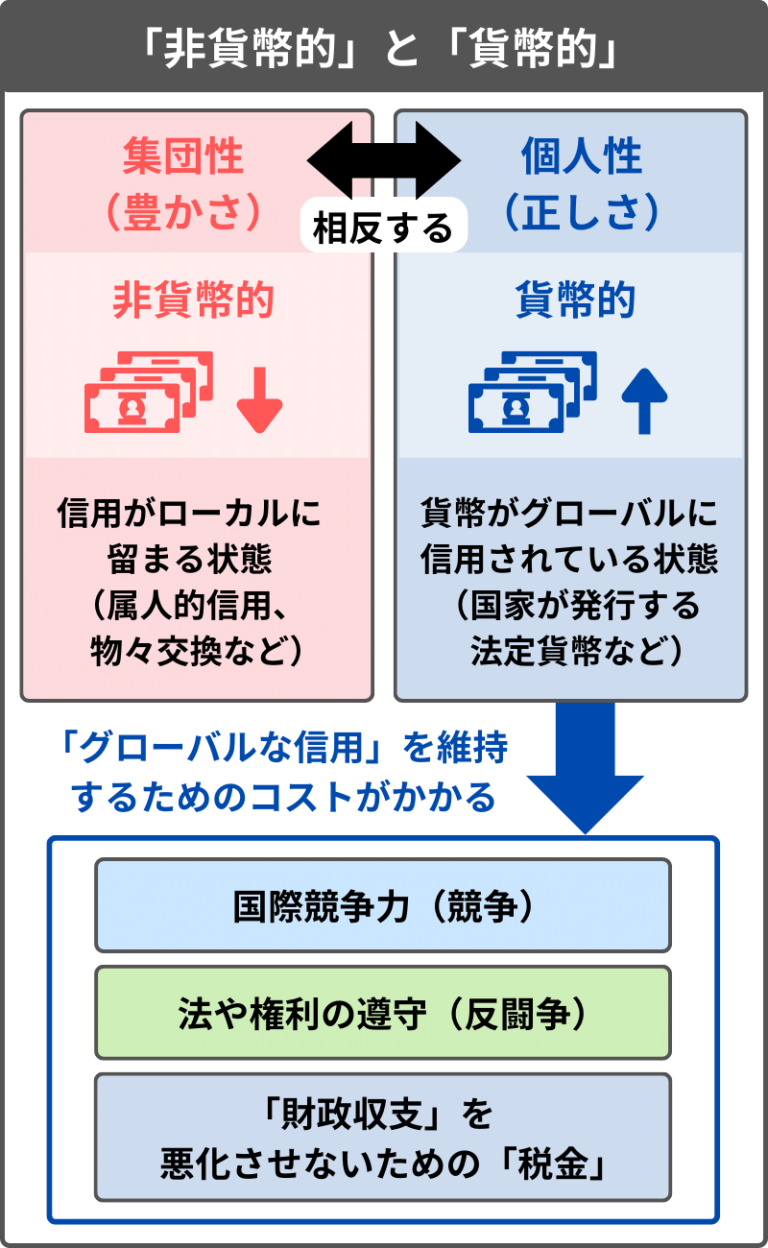 「非貨幣的」と「貨幣的」
集団性
（豊かさ）
個人性
（正しさ）
相反する
非貨幣的
貨幣的
信用がローカルに
留まる状態
（属人的信用、
物々交換など）
貨幣がグローバルに
信用されている状態
（国家が発行する
法定貨幣など）
「グローバルな信用」を維持
するためのコストがかかる
国際競争力（競争）
法や権利の遵守（反闘争）
「財政収支」を
悪化させないための「税金」